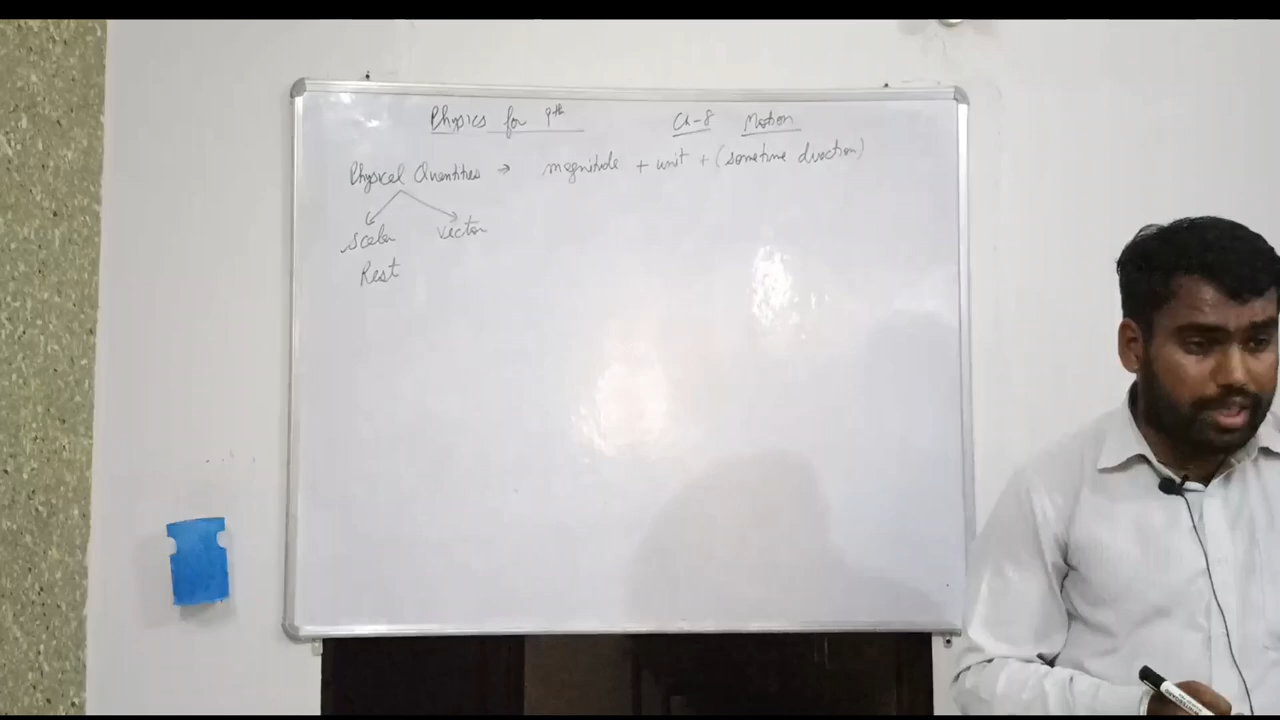 Physics for 9th Ch-8 Motion
Physical Quantities → magnitude + unit + (sometime direction)
Scalar Vector
Rest